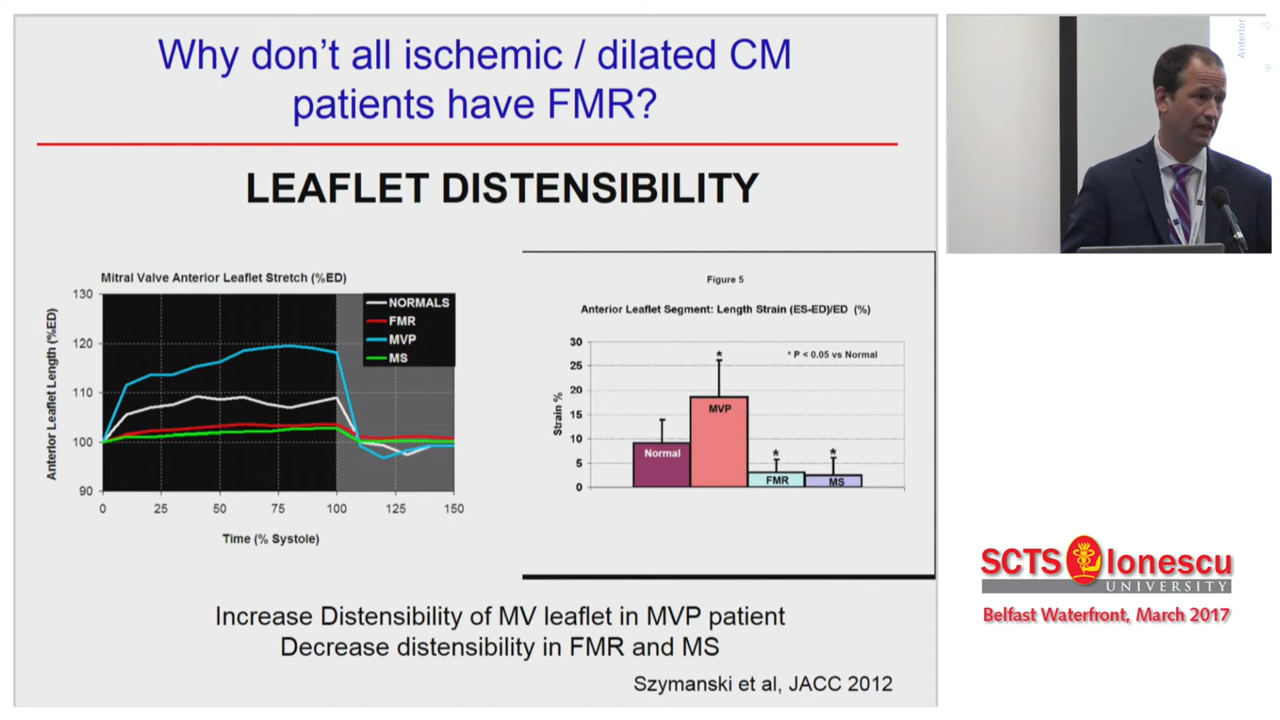 Why don't all ischemic / dilated CM
patients have FMR?
LEAFLET DISTENSIBILITY
Mitral Valve Anterior Leaflet Stretch (%ED)
130
120
110
100
90
Anterior Leaflet Length (%ED)
NORMALS
FMR
MVP
MS
0
25
50
75
100
125
150
Time (% Systole)
Figure 5
Anterior Leaflet Segment: Length Strain (ES-ED)/ED (%)
* P < 0.05 vs Normal
30
25
20
15
10
5
0
Strain %
Normal
*
MVP
*
FMR
*
MS
Increase Distensibility of MV leaflet in MVP patient
Decrease distensibility in FMR and MS
Szymanski et al, JACC 2012
Anterior
SCTS Ionescu
UNIVERSITY
Belfast Waterfront, March 2017